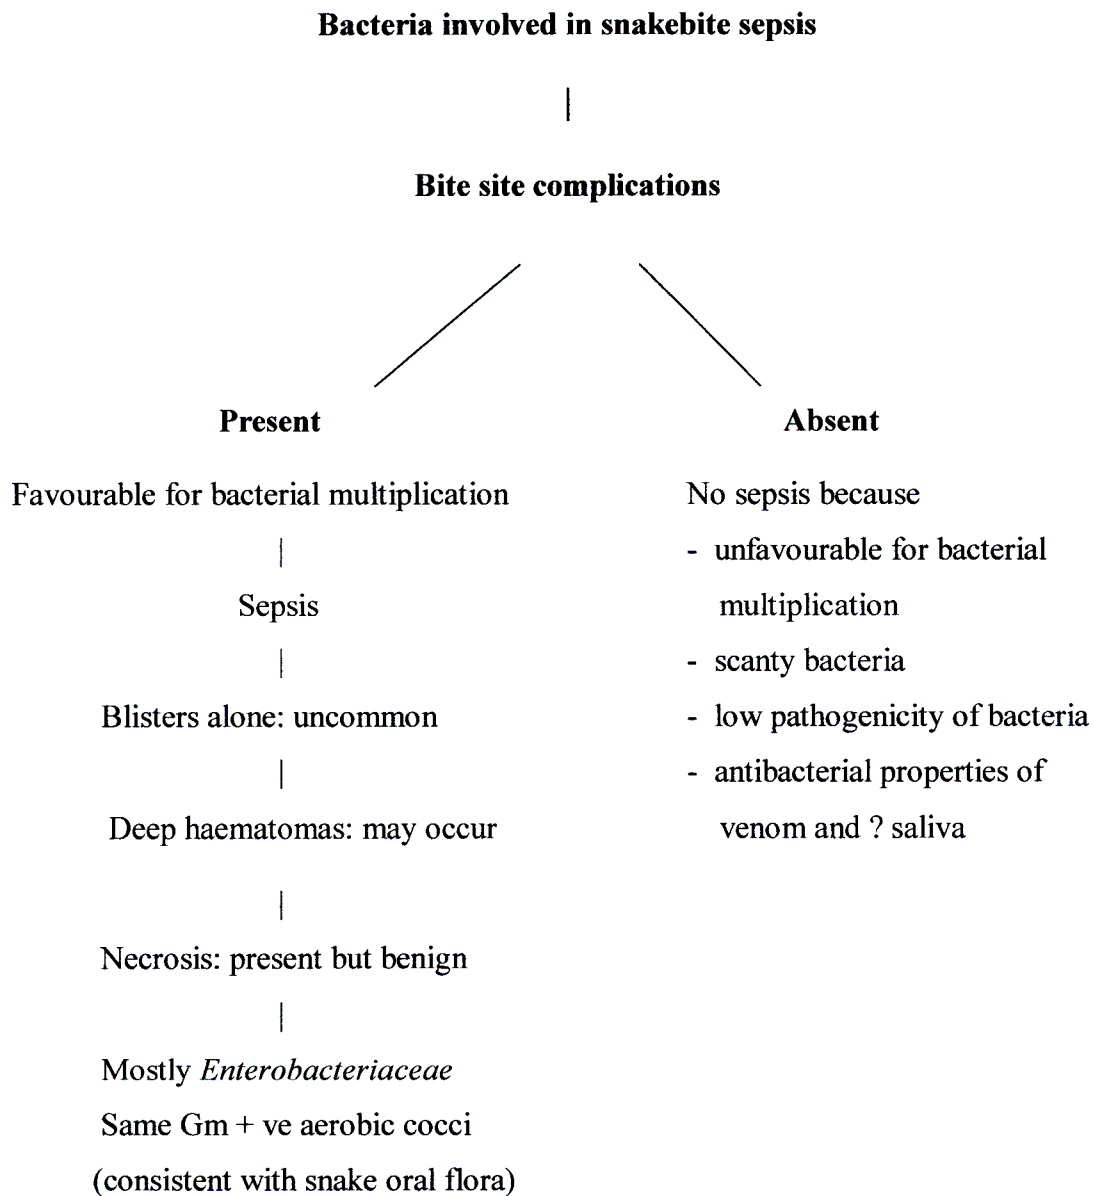 Bacteria involved in snakebite sepsis
Bite site complications
Present
Favourable for bacterial multiplication
Sepsis
Blisters alone: uncommon
Deep haematomas: may occur
Necrosis: present but benign
Mostly Enterobacteriaceae
Same Gm + ve aerobic cocci
(consistent with snake oral flora)
Absent
No sepsis because
- unfavourable for bacterial
multiplication
- scanty bacteria
- low pathogenicity of bacteria
- antibacterial properties of
venom and ? saliva